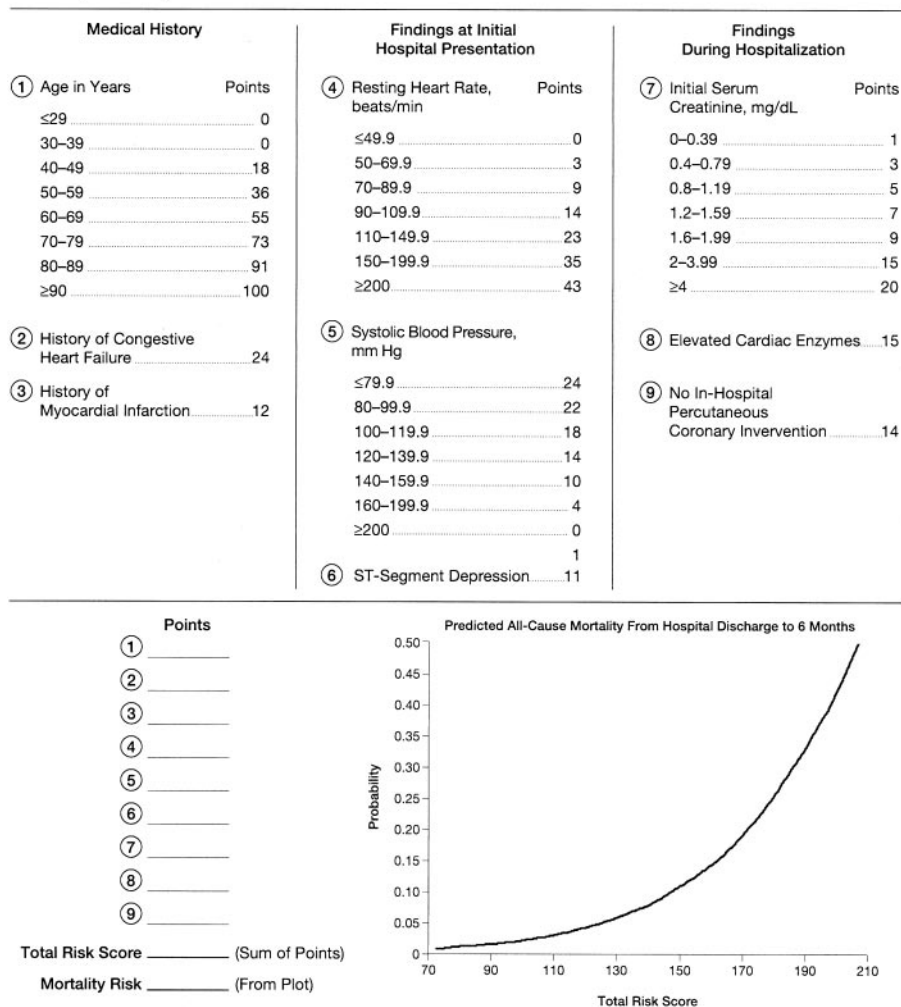 Medical History
① Age in Years Points
≤29 0
30–39 0
40–49 18
50–59 36
60–69 55
70–79 73
80–89 91
≥90 100
② History of Congestive
Heart Failure 24
③ History of
Myocardial Infarction 12
Findings at Initial
Hospital Presentation
④ Resting Heart Rate, Points
beats/min
≤49.9 0
50–69.9 3
70–89.9 9
90–109.9 14
110–149.9 23
150–199.9 35
≥200 43
⑤ Systolic Blood Pressure,
mm Hg
≤79.9 24
80–99.9 22
100–119.9 18
120–139.9 14
140–159.9 10
160–199.9 4
≥200 0
1
⑥ ST-Segment Depression 11
Findings
During Hospitalization
⑦ Initial Serum Points
Creatinine, mg/dL
0–0.39 1
0.4–0.79 3
0.8–1.19 5
1.2–1.59 7
1.6–1.99 9
2–3.99 15
≥4 20
⑧ Elevated Cardiac Enzymes 15
⑨ No In-Hospital
Percutaneous
Coronary Invervention 14
Points
①
②
③
④
⑤
⑥
⑦
⑧
⑨
Total Risk Score (Sum of Points)
Mortality Risk (From Plot)
Predicted All-Cause Mortality From Hospital Discharge to 6 Months
Probability
0.50
0.45
0.40
0.35
0.30
0.25
0.20
0.15
0.10
0.05
0
70 90 110 130 150 170 190 210
Total Risk Score